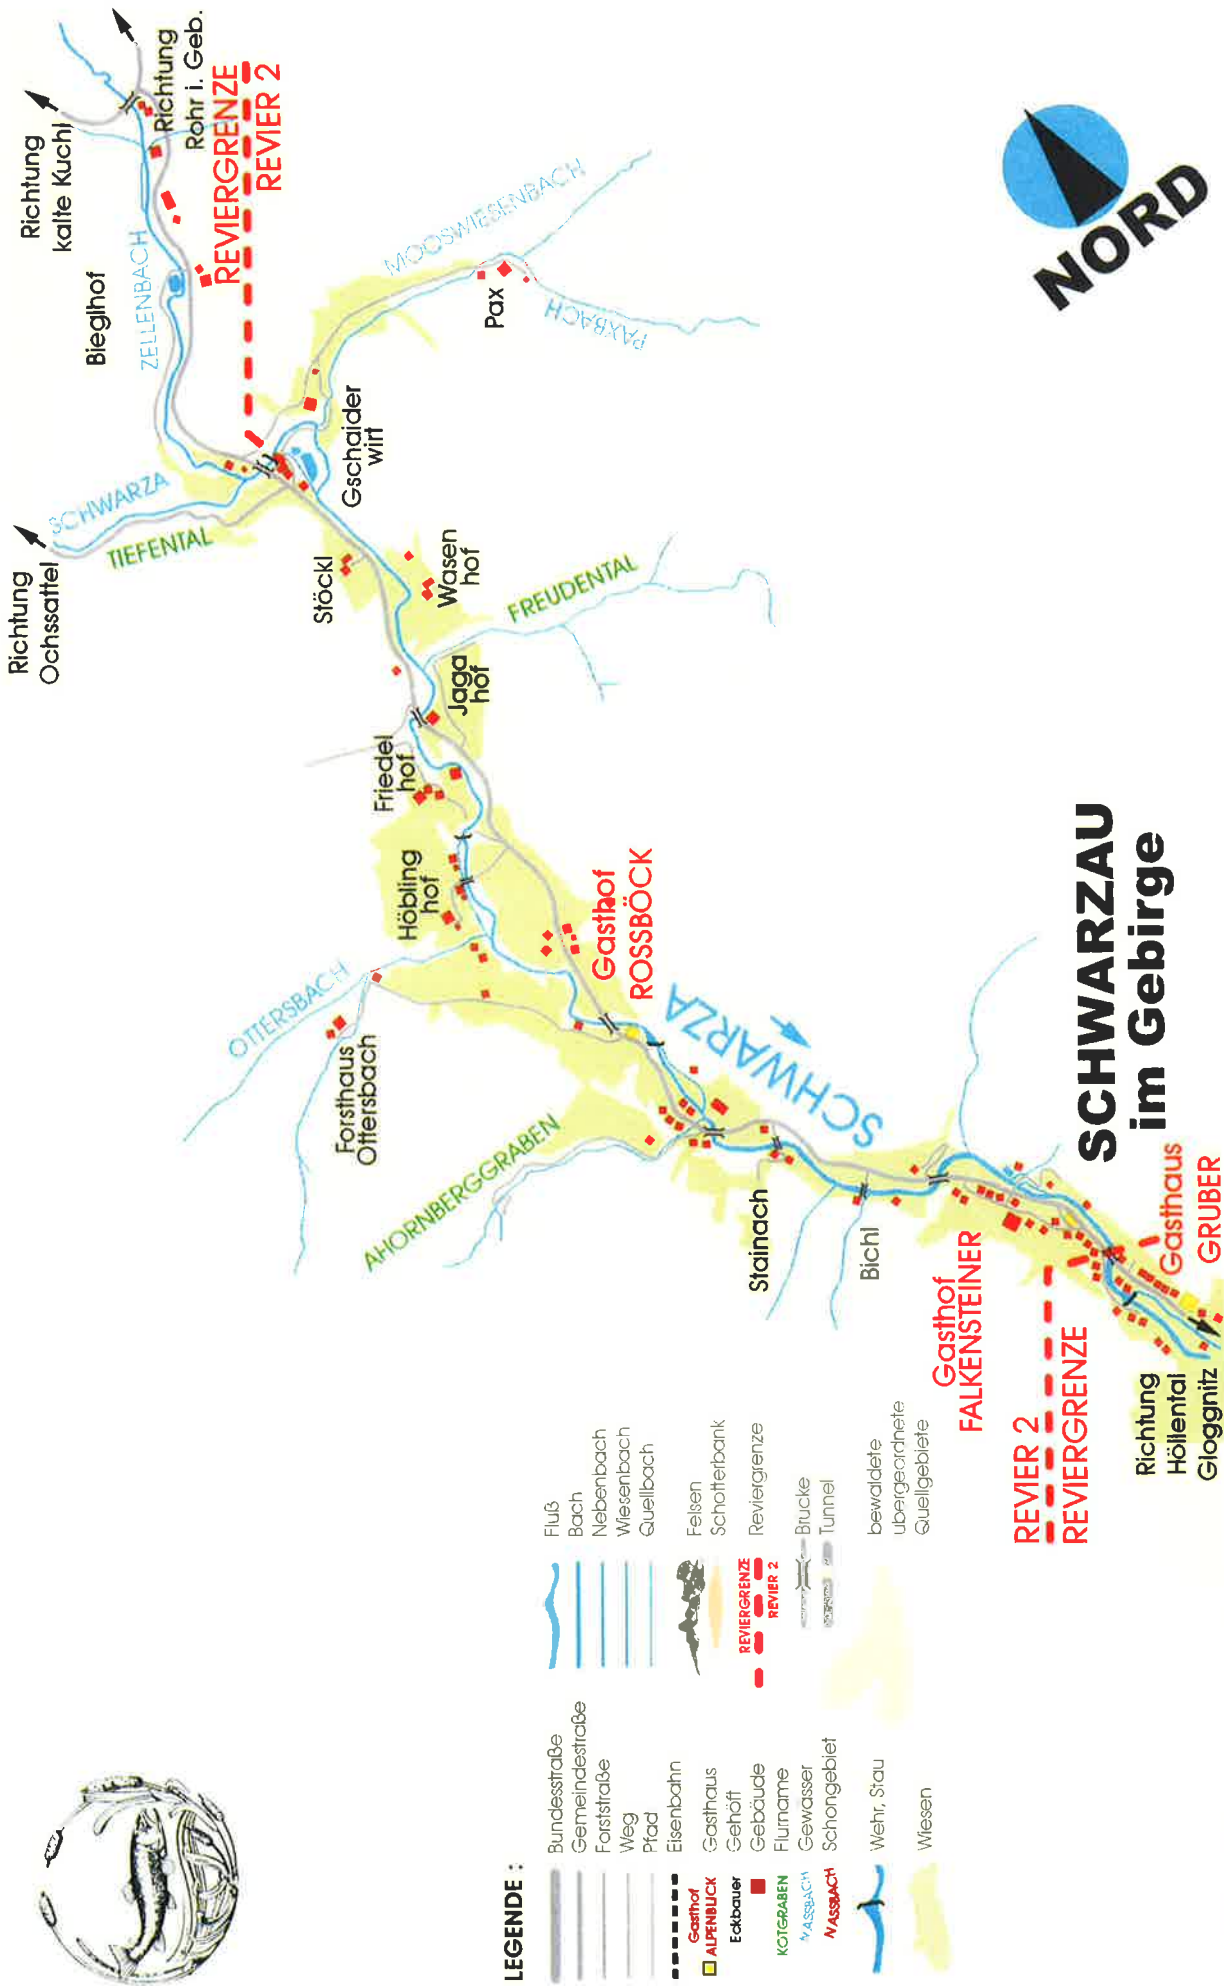 Richtung
kalte Kuchl
Richtung
Rohr i. Geb.
REVIERGRENZE
REVIER 2
Bieglhof
ZELLENBACH
MOOSWIESENBACH
Pax
PAXBACH
NORD
Gschaider
wirt
SCHWARZA
TIEFENTAL
Richtung
Ochssattel
Stöckl
Wasen
hof
FREUDENTAL
Jaga
hof
Friedel
hof
Höbling
hof
Gasthof
ROSSBÖCK
OTTERSBACH
Forsthaus
Ottersbach
SCHWARZA
AHORNBERGGRABEN
Stainach
Bichl
SCHWARZAU
im Gebirge
Gasthaus
GRUBER
Gasthof
FALKENSTEINER
REVIER 2
REVIERGRENZE
Richtung
Höllental
Gloggnitz
LEGENDE :
Bundesstraße
Gemeindestraße
Forststraße
Weg
Pfad
Eisenbahn
Gasthof
ALPENBLICK
Gasthaus
Eckbauer
Gehöft
Gebäude
KOTGRABEN
Flurname
NASSBACH
Gewässer
NASSBACH
Schongebiet
Wehr, Stau
Wiesen
Fluß
Bach
Nebenbach
Wiesenbach
Quellbach
Felsen
Schotterbank
REVIERGRENZE
REVIER 2
Reviergrenze
Brücke
Tunnel
bewaldete
übergeordnete
Quellgebiete